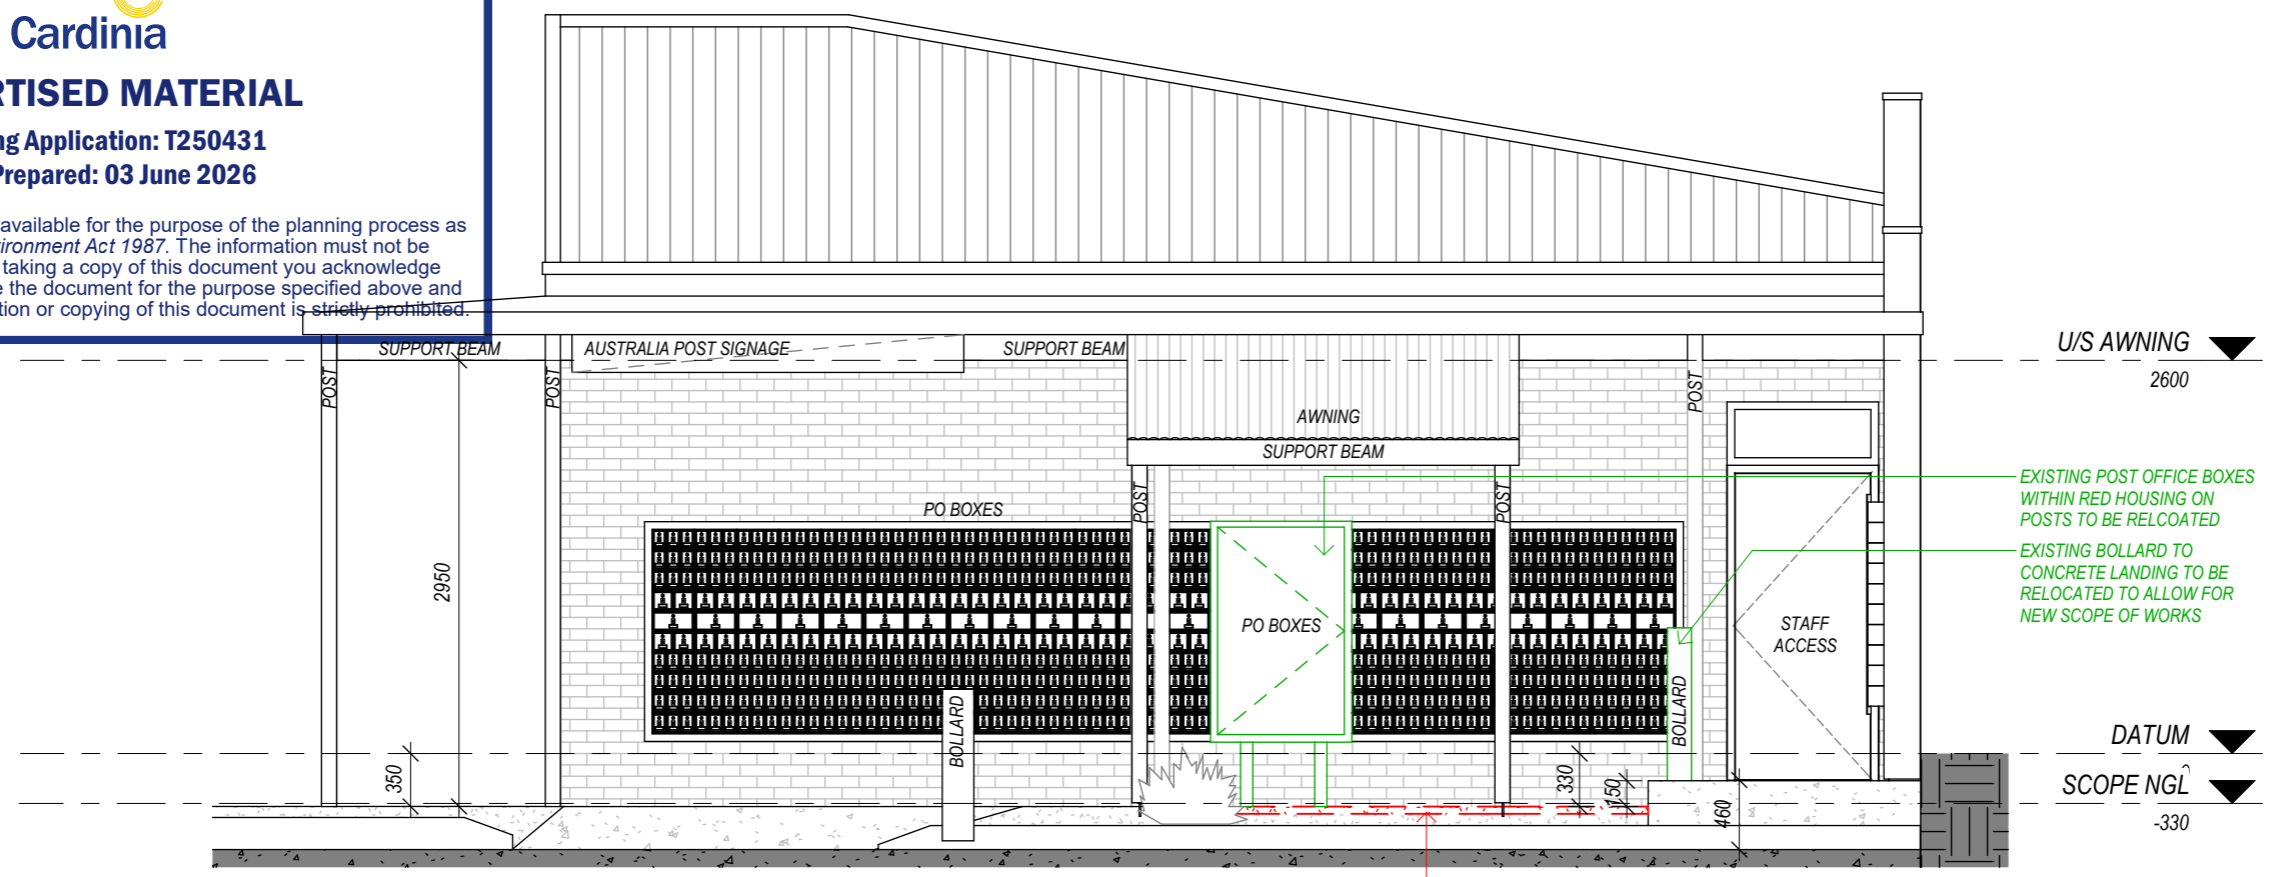 Cardinia
RTISED MATERIAL
ng Application: T250431
Prepared: 03 June 2026
available for the purpose of the planning process as
vironment Act 1987. The information must not be
taking a copy of this document you acknowledge
e the document for the purpose specified above and
tion or copying of this document is strictly prohibited.
SUPPORT BEAM
AUSTRALIA POST SIGNAGE
SUPPORT BEAM
U/S AWNING
2600
POST
POST
POST
AWNING
SUPPORT BEAM
POST
POST
PO BOXES
EXISTING POST OFFICE BOXES
WITHIN RED HOUSING ON
POSTS TO BE RELCOATED
EXISTING BOLLARD TO
CONCRETE LANDING TO BE
RELOCATED TO ALLOW FOR
NEW SCOPE OF WORKS
2950
PO BOXES
STAFF
ACCESS
BOLLARD
BOLLARD
DATUM
350
330
150
460
SCOPE NGL
-330